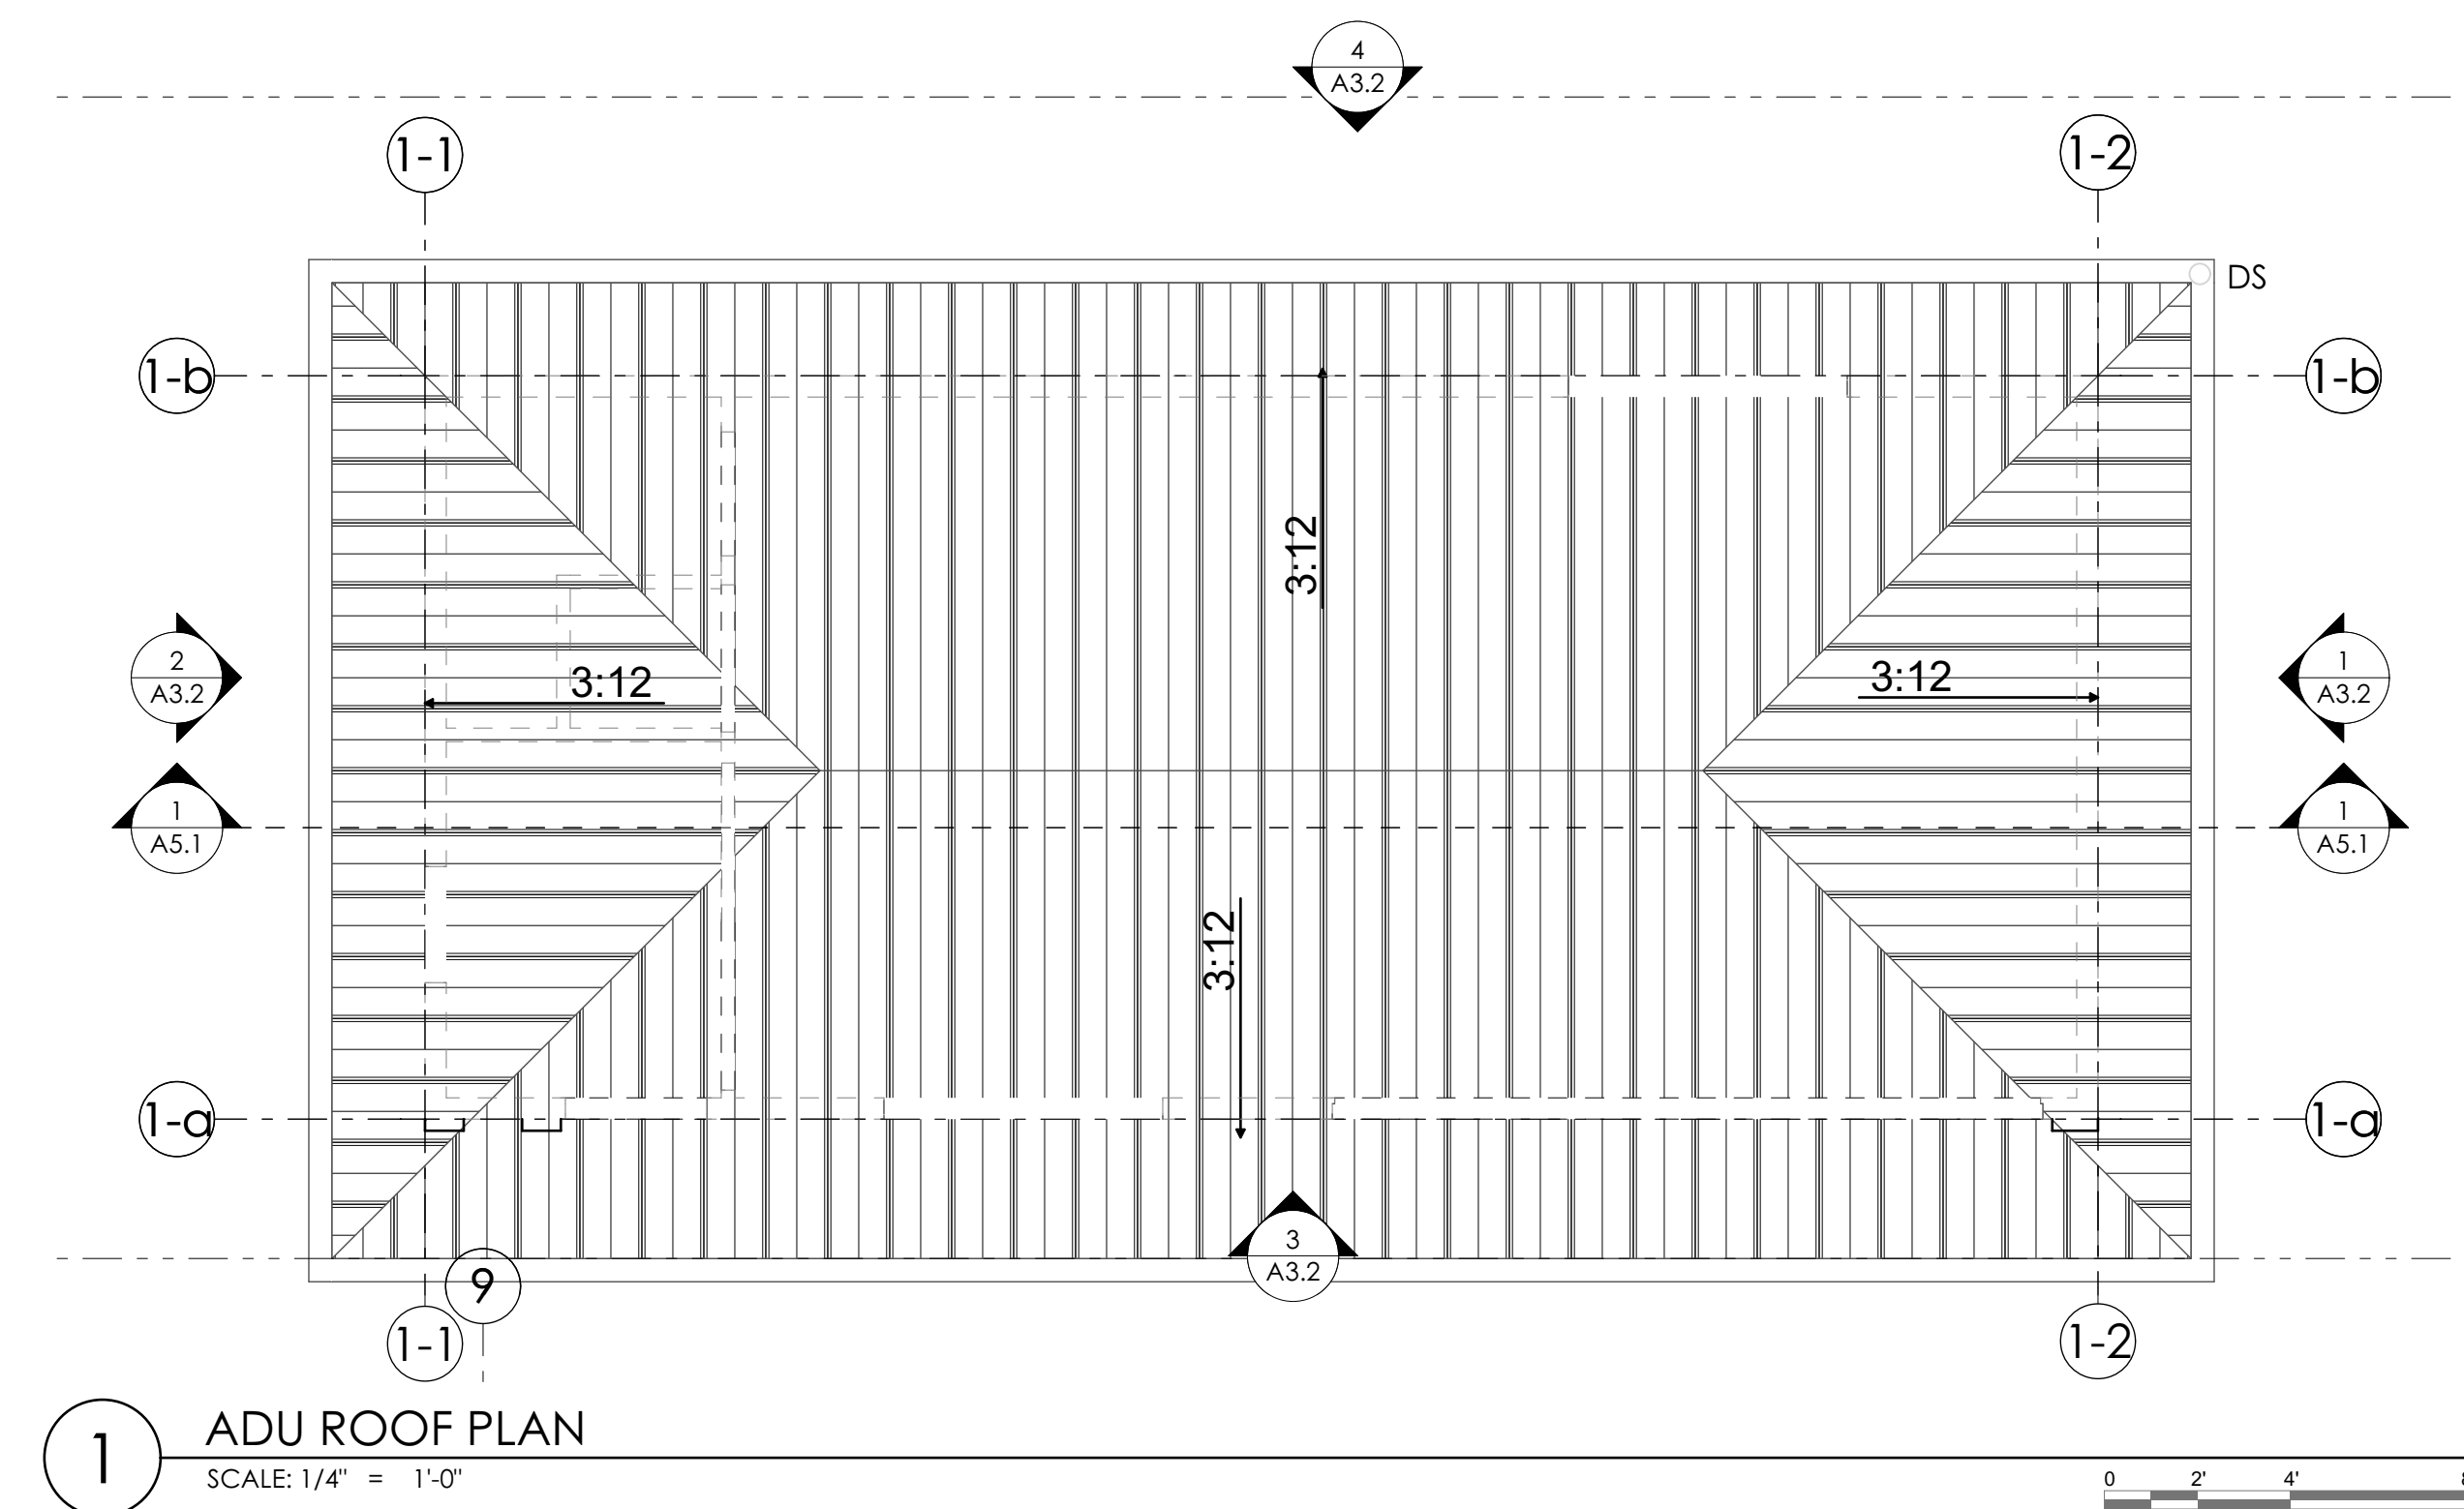 4
A3.2
1-1
1-2
DS
1-b
1-b
3:12
2
A3.2
3:12
3:12
1
A3.2
1
A5.1
1
A5.1
3:12
1-a
1-a
3
A3.2
9
1-1
1-2
1
ADU ROOF PLAN
SCALE: 1/4" = 1'-0"
0 2' 4'